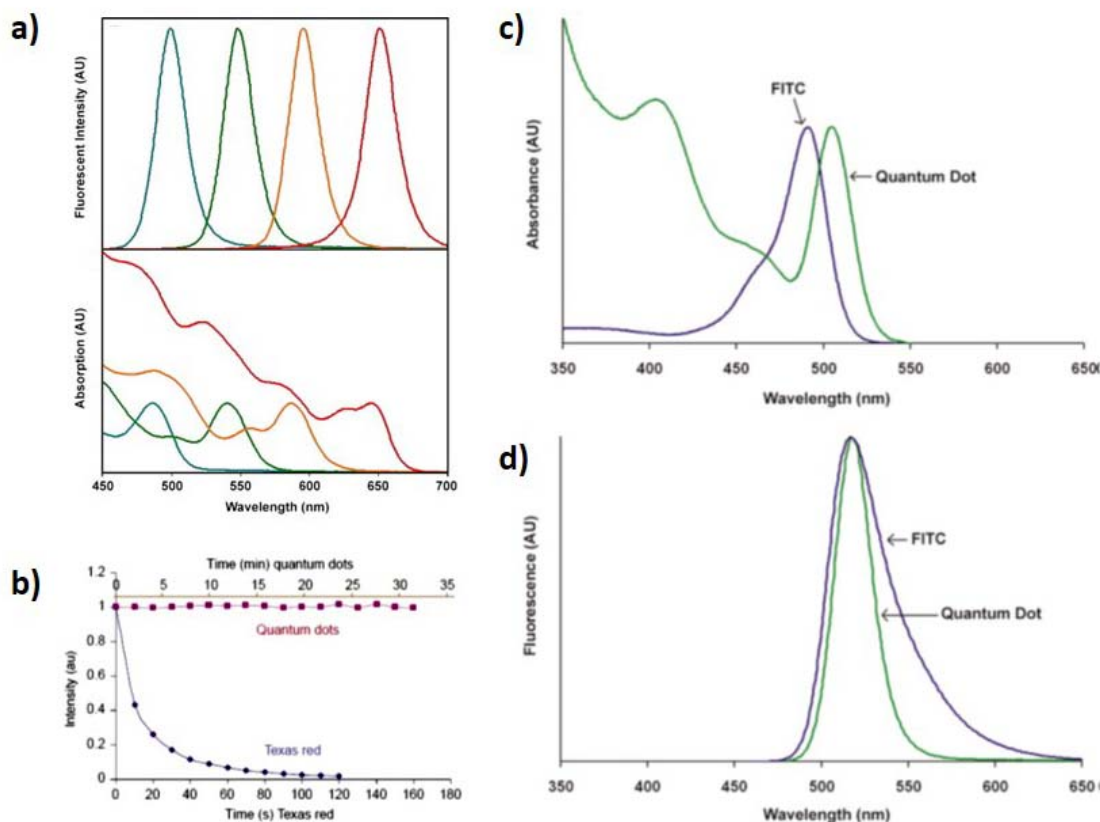 a)
Fluorescent Intensity (AU)
Absorption (AU)
450 500 550 600 650 700
Wavelength (nm)
b)
Time (min) quantum dots
0 5 10 15 20 25 30 35
1.2
1
0.8
0.6
0.4
0.2
0
Intensity (au)
Quantum dots
Texas red
0 20 40 60 80 100 120 140 160 180
Time (s) Texas red
c)
Absorbance (AU)
FITC
Quantum Dot
350 400 450 500 550 600 6500
Wavelength (nm)
d)
Fluorescence (AU)
FITC
Quantum Dot
350 400 450 500 550 600 650
Wavelength (nm)